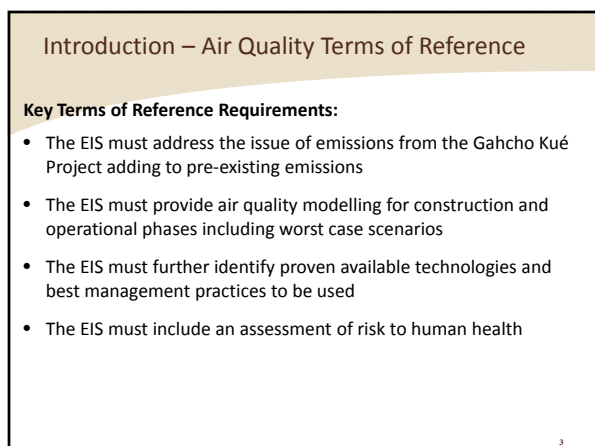 Introduction – Air Quality Terms of Reference
Key Terms of Reference Requirements:
• The EIS must address the issue of emissions from the Gahcho Kué
Project adding to pre-existing emissions
• The EIS must provide air quality modelling for construction and
operational phases including worst case scenarios
• The EIS must further identify proven available technologies and
best management practices to be used
• The EIS must include an assessment of risk to human health
3